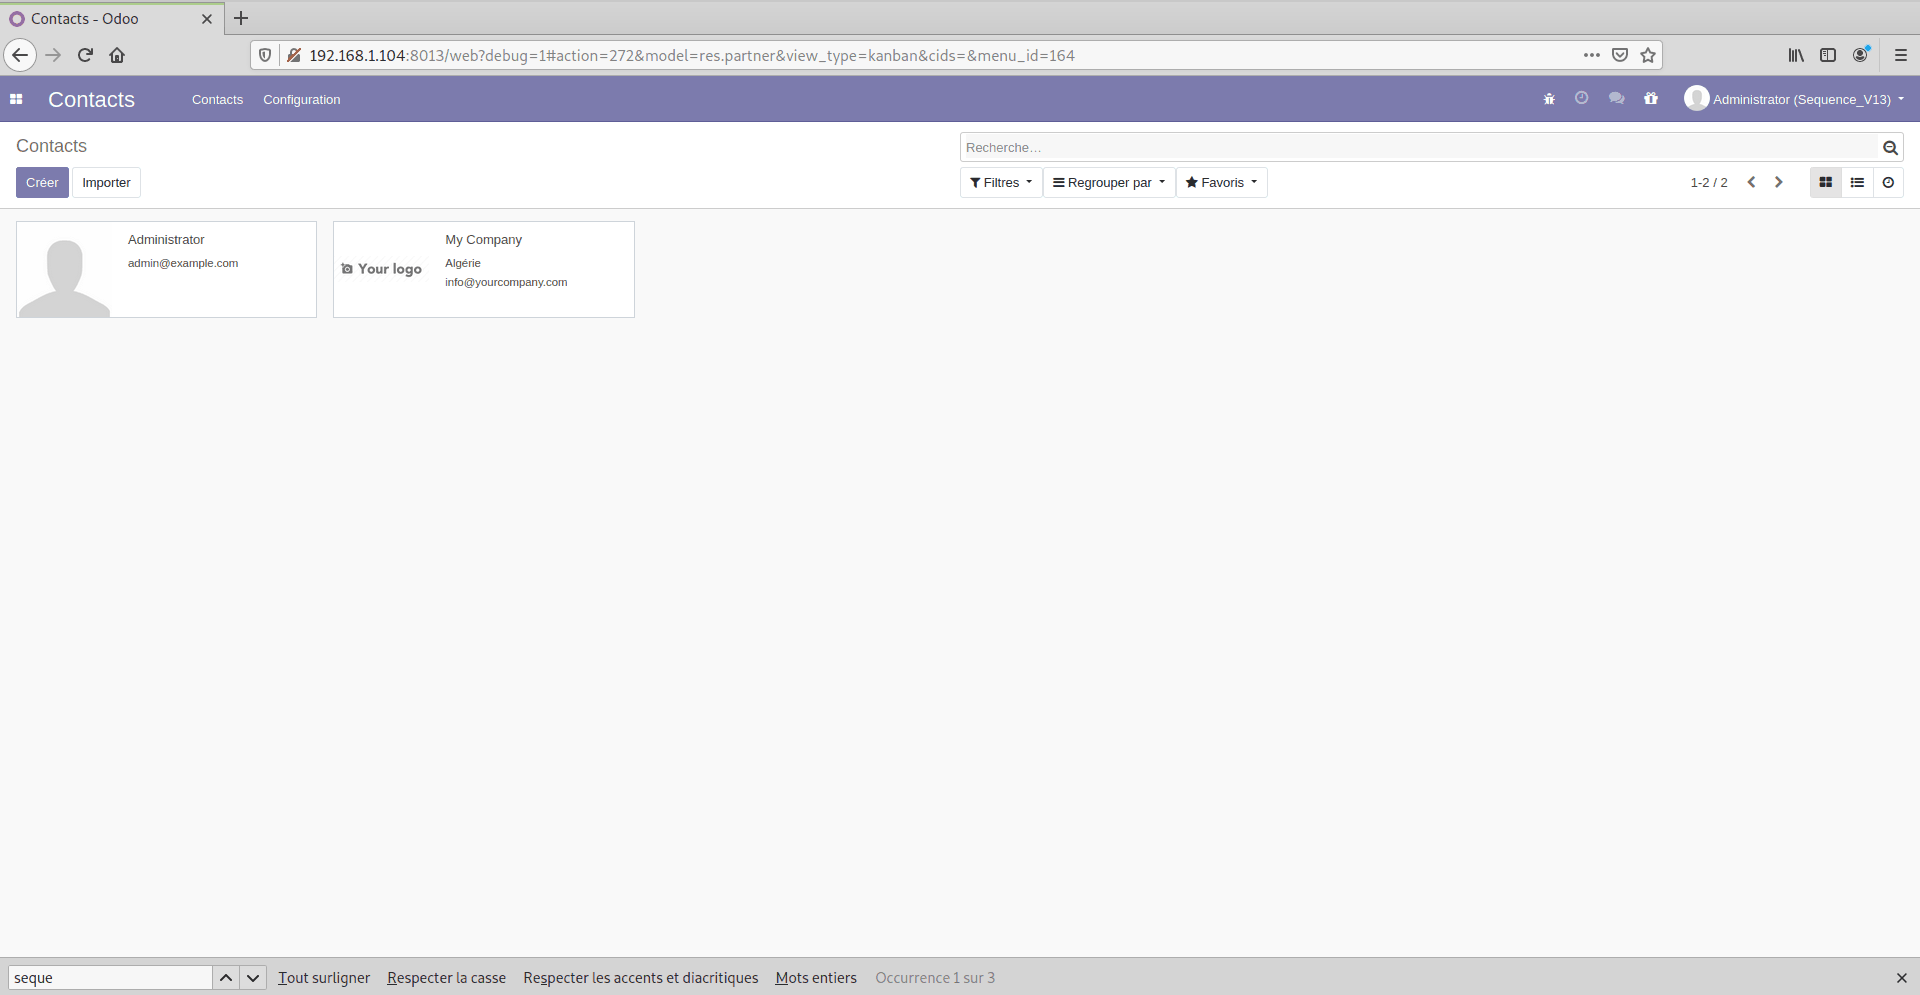 Contacts - Odoo
192.168.1.104:8013/web?debug=1#action=272&model=res.partner&view_type=kanban&cids=&menu_id=164
Contacts Contacts Configuration Administrator (Sequence_V13)
Contacts Recherche...
Créer Importer Filtres Regrouper par Favoris 1-2 / 2
Administrator
admin@example.com
Your logo
My Company
Algérie
info@yourcompany.com
seque Tout surligner Respecter la casse Respecter les accents et diacritiques Mots entiers Occurrence 1 sur 3